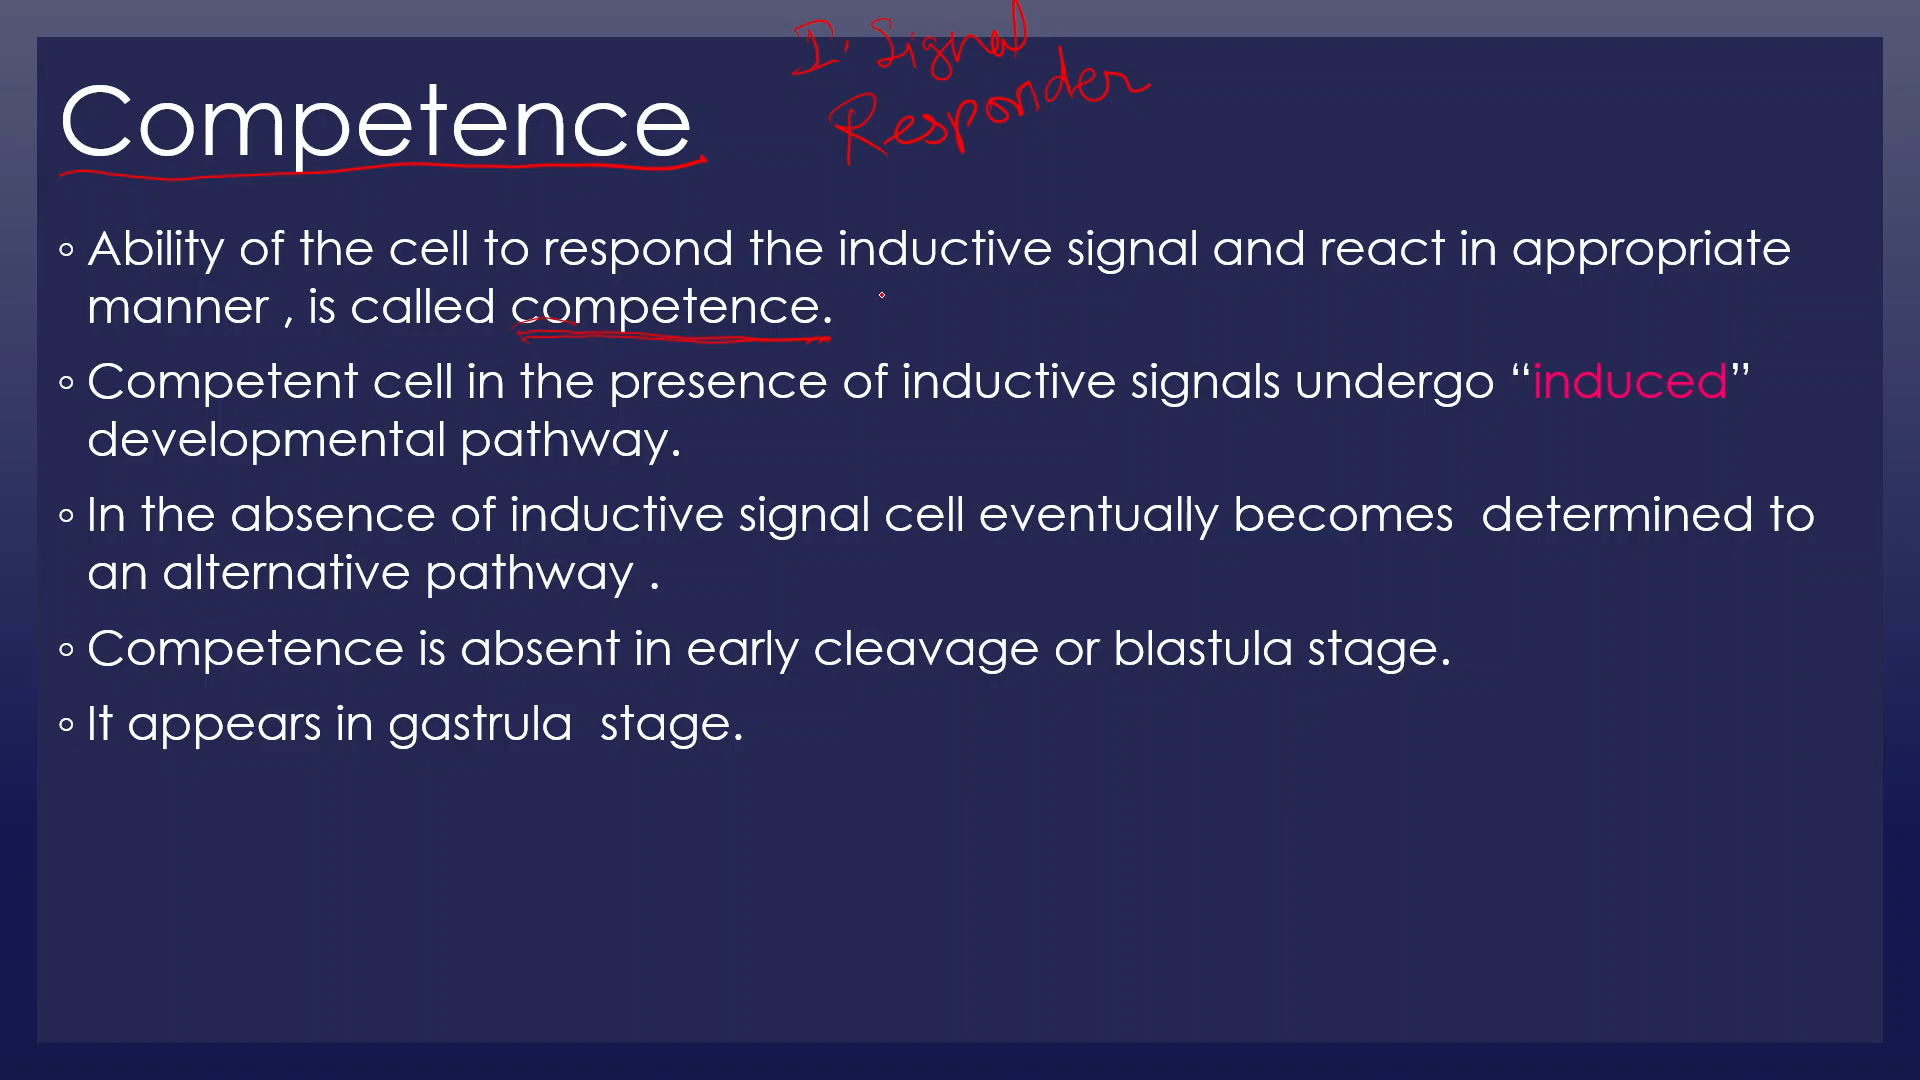 I. Signal
Responder
Competence
◦ Ability of the cell to respond the inductive signal and react in appropriate
manner , is called competence.
◦ Competent cell in the presence of inductive signals undergo “induced”
developmental pathway.
◦ In the absence of inductive signal cell eventually becomes  determined to
an alternative pathway .
◦ Competence is absent in early cleavage or blastula stage.
◦ It appears in gastrula  stage.